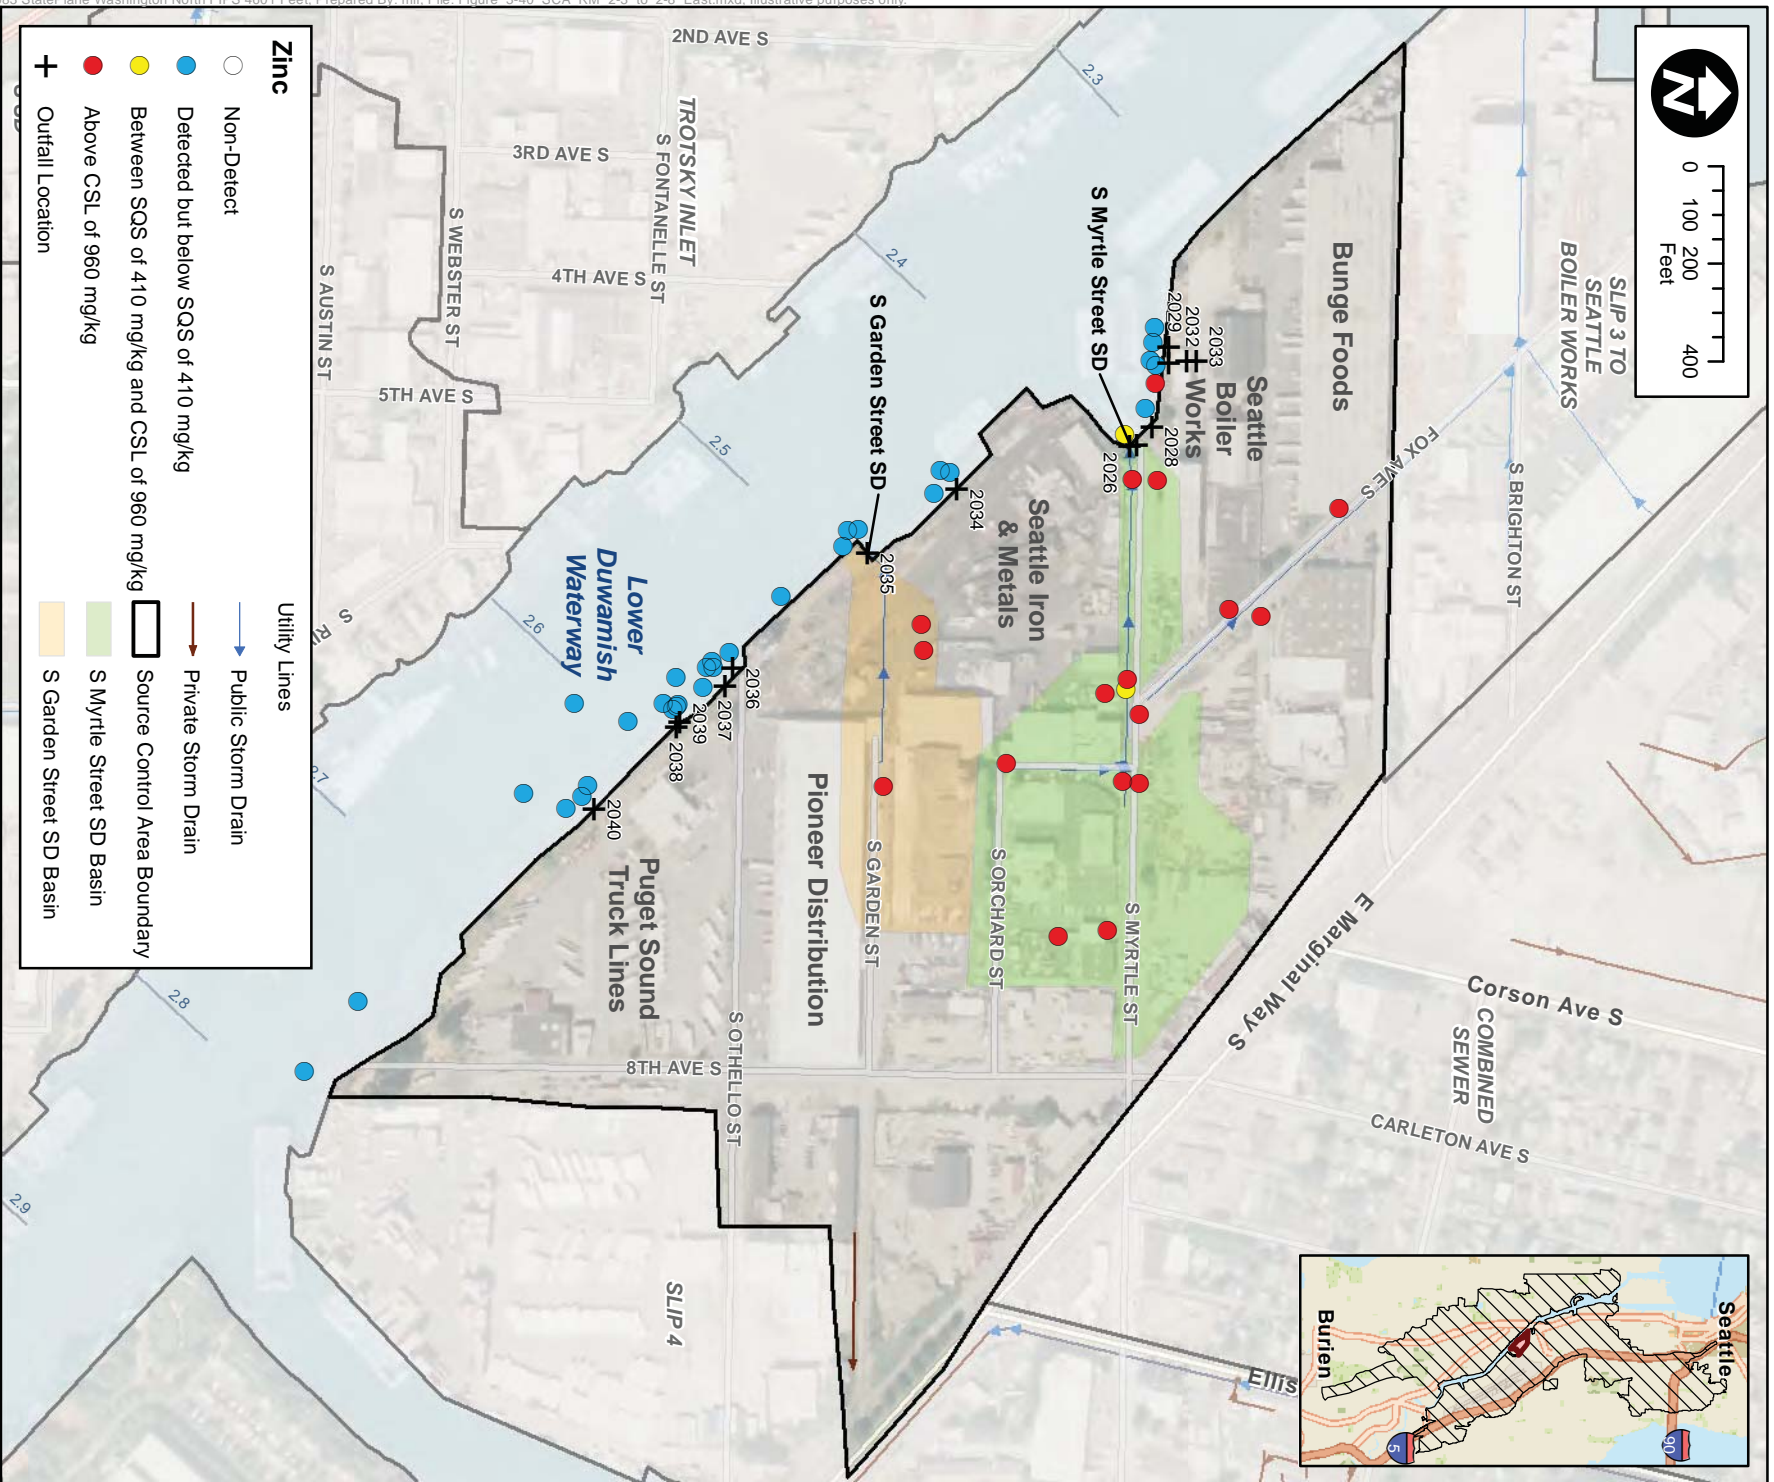 Zinc
Non-Detect
Detected but below SQS of 410 mg/kg
Between SQS of 410 mg/kg and CSL of 960 mg/kg
Above CSL of 960 mg/kg
Outfall Location
Utility Lines
Public Storm Drain
Private Storm Drain
Source Control Area Boundary
S Myrtle Street SD Basin
S Garden Street SD Basin
N
0 100 200 400
Feet
Seattle
Burien
90
5
SLIP 3 TO
SEATTLE
BOILER WORKS
S BRIGHTON ST
FOX AVE S
Bunge Foods
Seattle
Boiler
Works
2033
2032
2029
2028
2026
S Myrtle Street SD
Seattle Iron
& Metals
2034
S Garden Street SD
2035
2036
2037
2039
2038
2040
Lower
Duwamish
Waterway
Pioneer Distribution
Puget Sound
Truck Lines
S MYRTLE ST
S ORCHARD ST
S GARDEN ST
S OTHELLO ST
8TH AVE S
E Marginal Way S
Corson Ave S
COMBINED
SEWER
CARLETON AVE S
Ellis
SLIP 4
TROTSKY INLET
S FONTANELLE ST
2ND AVE S
3RD AVE S
4TH AVE S
5TH AVE S
S WEBSTER ST
S AUSTIN ST
2.3
2.4
2.5
2.6
2.7
2.8
2.9